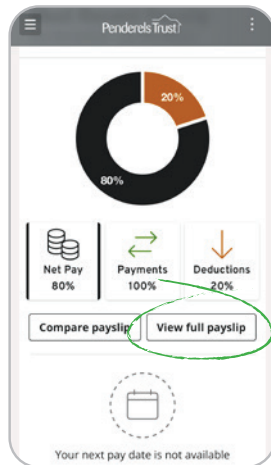 Penderels Trust
20%
80%
Net Pay
80%
Payments
100%
Deductions
20%
Compare payslip
View full payslip
Your next pay date is not available